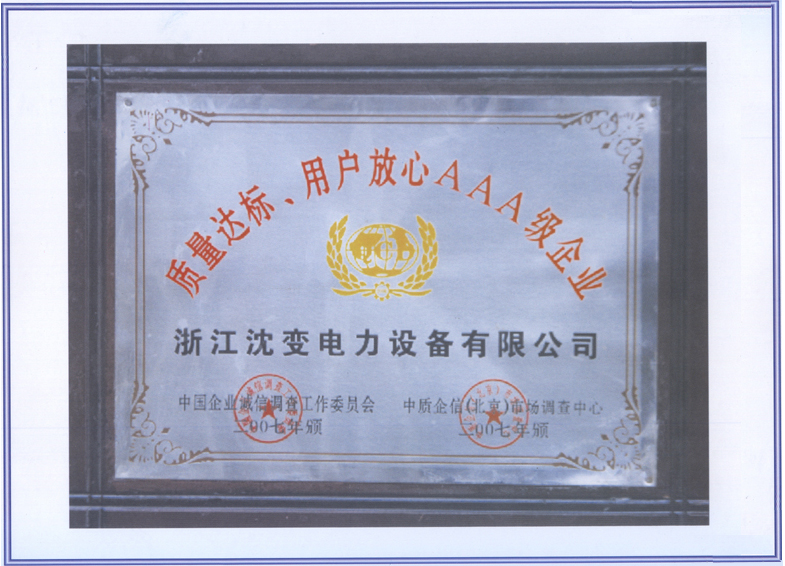 质量达标、用户放心AAA级企业
浙江沈变电力设备有限公司
中国企业诚信调查工作委员会
二00七年颁
中质企信(北京)市场调查中心
二00七年颁